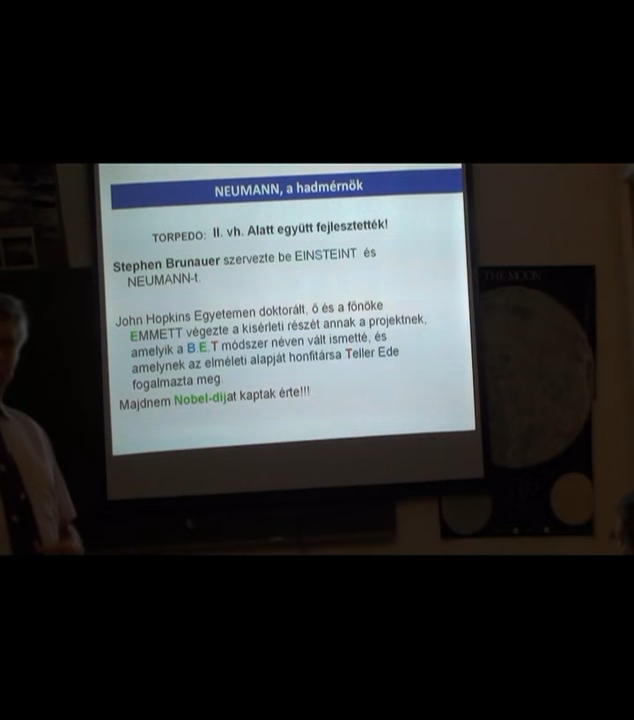 NEUMANN, a hadmérnök
TORPEDO: II. vh. Alatt együtt fejlesztették!
Stephen Brunauer szervezte be EINSTEINT és
NEUMANN-t.
John Hopkins Egyetemen doktorált, ő és a főnöke
EMMETT végezte a kisérleti részét annak a projektnek,
amelyik a B.E.T módszer néven vált ismetté, és
amelynek az elméleti alapját honfitársa Teller Ede
fogalmazta meg
Majdnem Nobel-díjat kaptak érte!!!
THE MOON